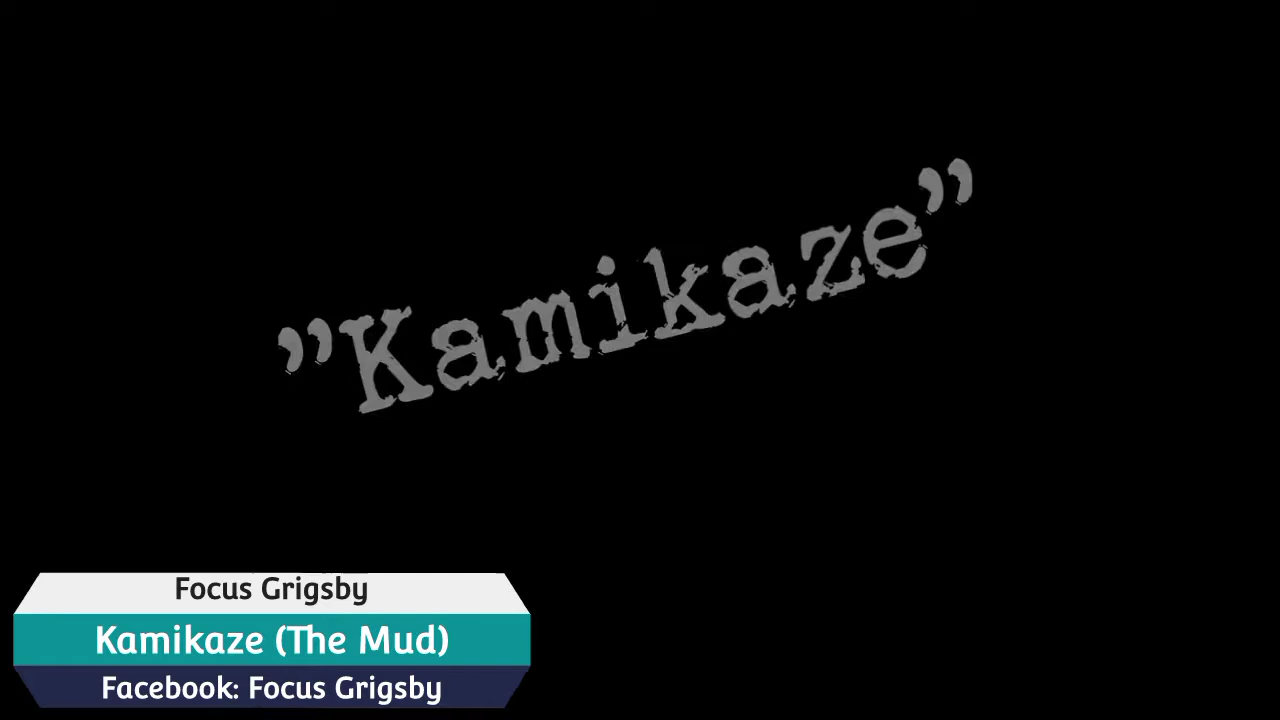 ”Kamikaze”
Focus Grigsby
Kamikaze (The Mud)
Facebook: Focus Grigsby